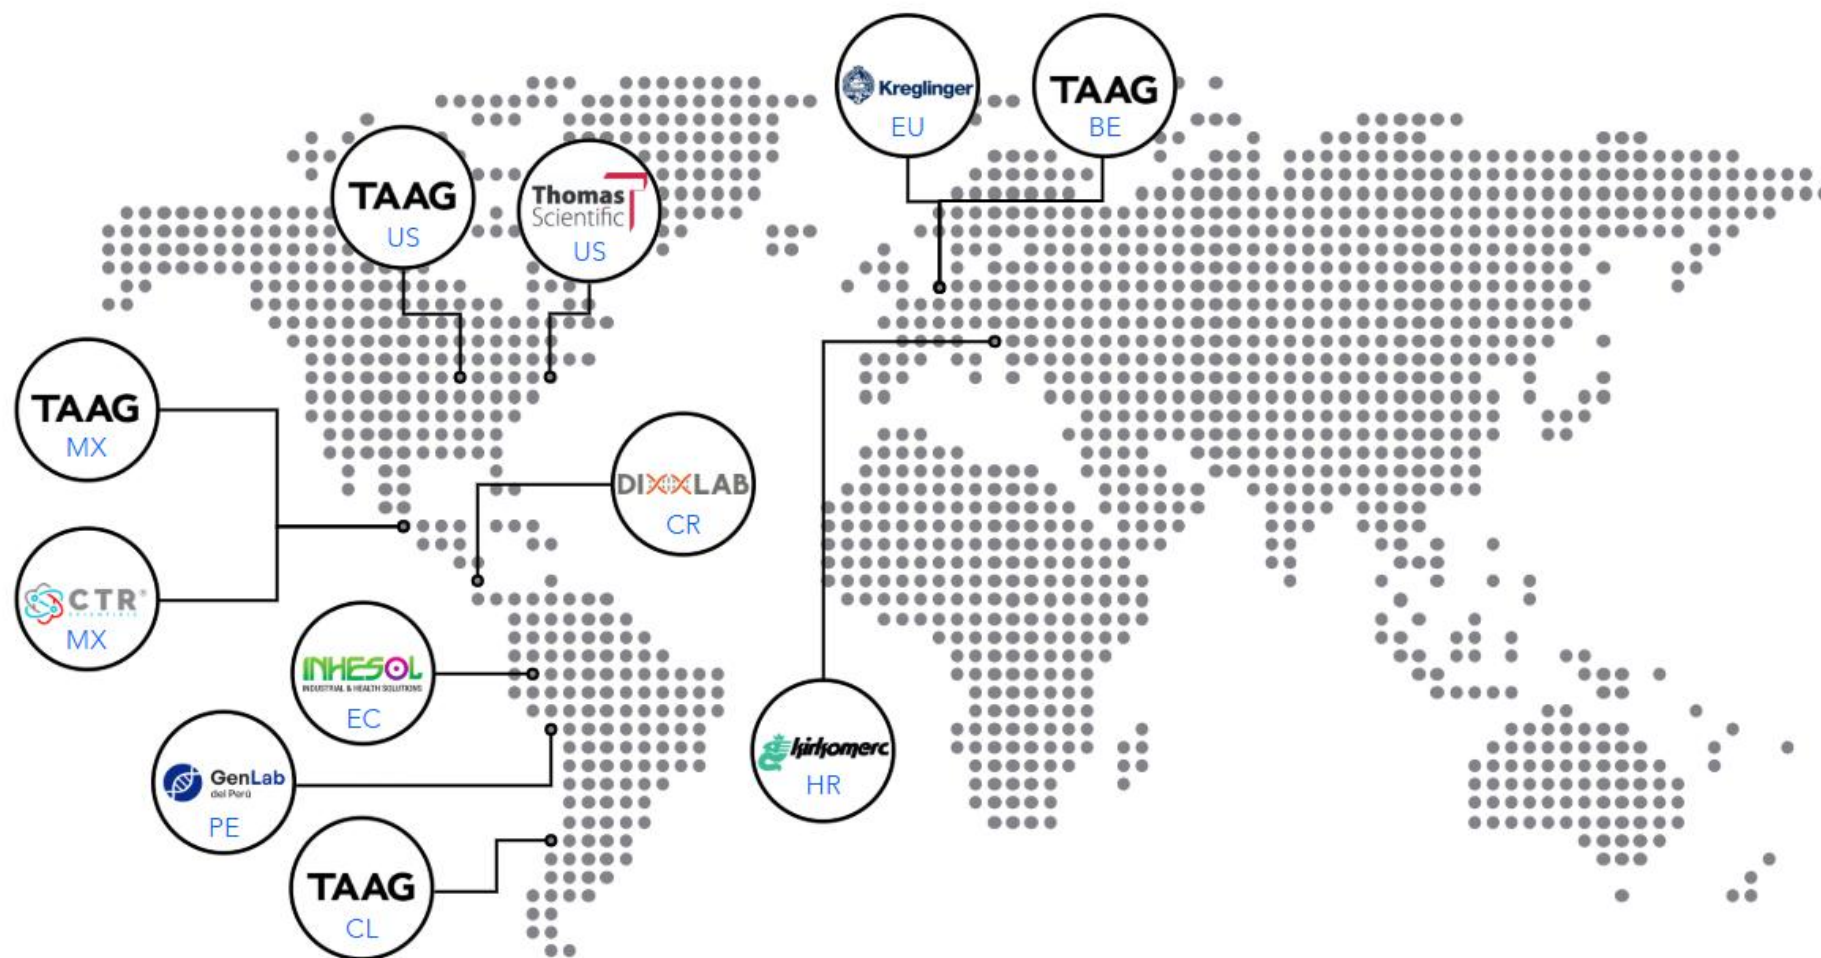 Kreglinger
EU
TAAG
BE
TAAG
US
Thomas
Scientific
US
TAAG
MX
DIXXLAB
CR
CTR®
SCIENTIFIC
MX
INHESOL
INDUSTRIAL & HEALTH SOLUTIONS
EC
GenLab
del Perú
PE
kirkomerc
HR
TAAG
CL